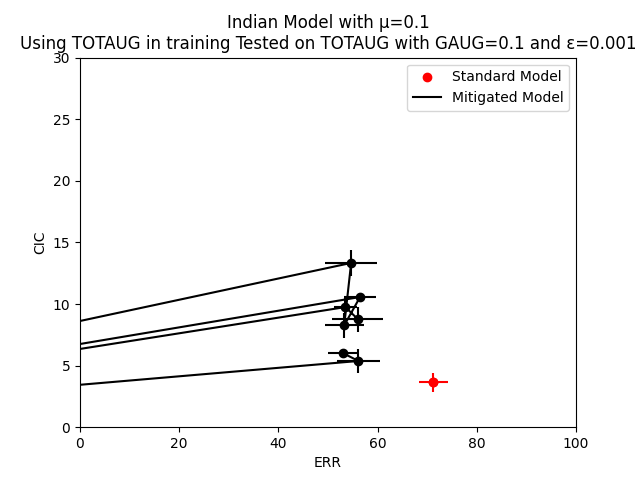 Indian Model with μ=0.1
Using TOTAUG in training Tested on TOTAUG with GAUG=0.1 and ε=0.001
Standard Model
Mitigated Model
30
25
20
15
10
5
0
CIC
0 20 40 60 80 100
ERR